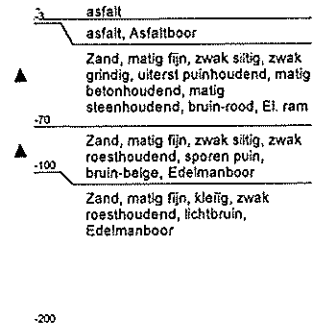 -3
asfalt
asfalt, Asfaltboor
Zand, matig fijn, zwak siltig, zwak
grindig, uiterst puinhoudend, matig
betonhoudend, matig
steenhoudend, bruin-rood, El. ram
-70
Zand, matig fijn, zwak siltig, zwak
roesthoudend, sporen puin,
bruin-beige, Edelmanboor
-100
Zand, matig fijn, kleiïg, zwak
roesthoudend, lichtbruin,
Edelmanboor
-200